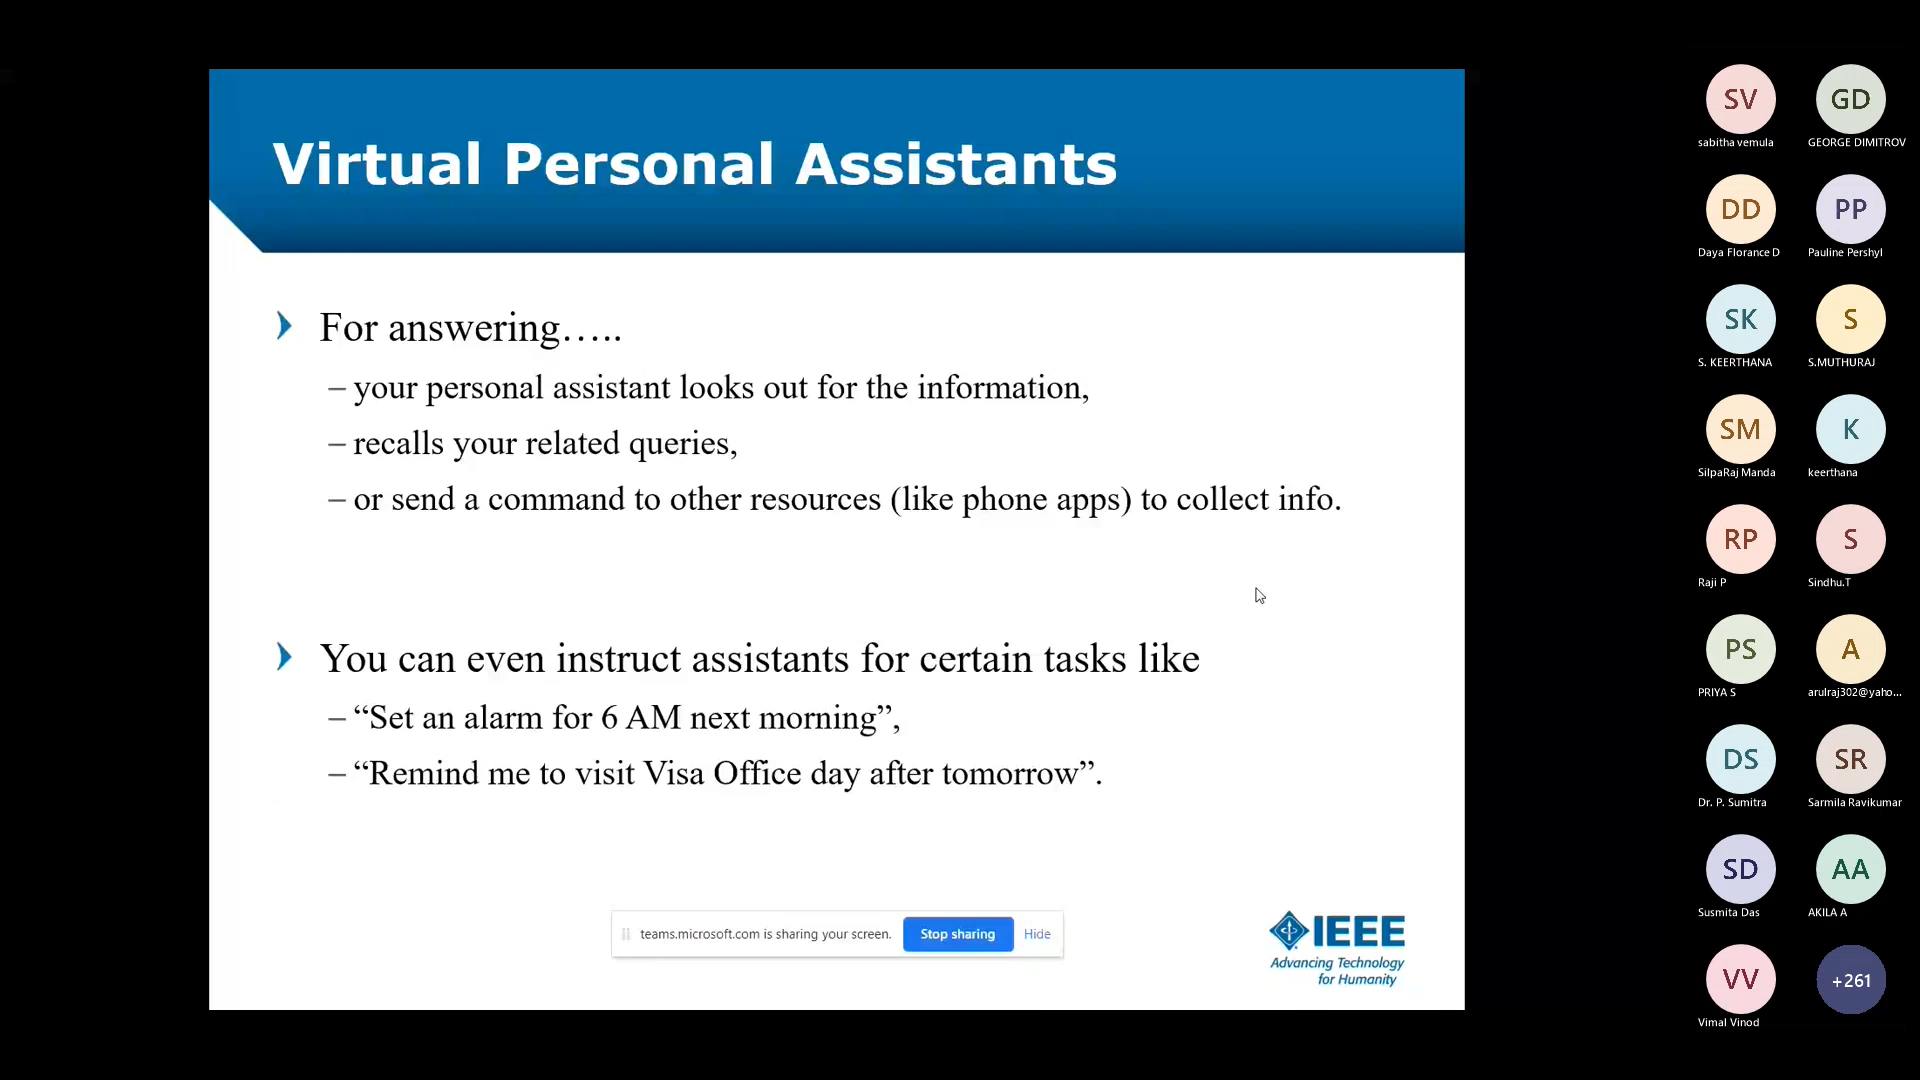 Virtual Personal Assistants
For answering…..
– your personal assistant looks out for the information,
– recalls your related queries,
– or send a command to other resources (like phone apps) to collect info.
You can even instruct assistants for certain tasks like
– “Set an alarm for 6 AM next morning”,
– “Remind me to visit Visa Office day after tomorrow”.
teams.microsoft.com is sharing your screen. Stop sharing Hide
IEEE
Advancing Technology
for Humanity
SV GD
sabitha vemula GEORGE DIMITROV
DD PP
Daya Florance D Pauline Pershyl
SK S
S. KEERTHANA S.MUTHURAJ
SM K
SilpaRaj Manda keerthana
RP S
Raji P Sindhu.T
PS A
PRIYA S arulraj302@yaho...
DS SR
Dr. P. Sumitra Sarmila Ravikumar
SD AA
Susmita Das AKILA A
VV +261
Vimal Vinod